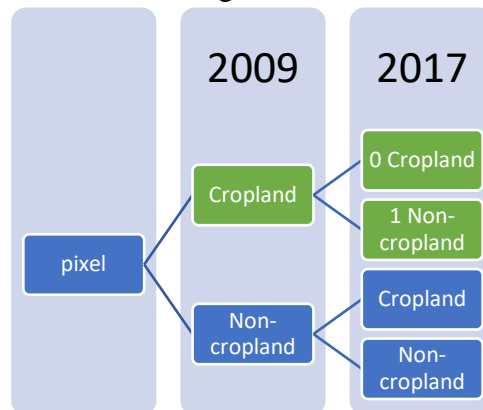 2009
2017
pixel
Cropland
Non-
cropland
0 Cropland
1 Non-
cropland
Cropland
Non-
cropland